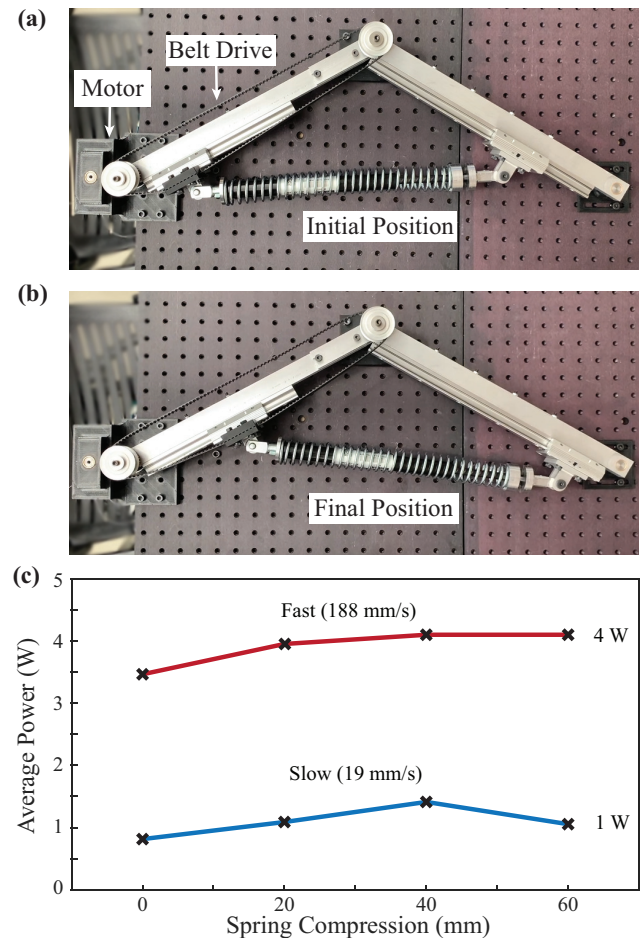 (a)
Belt Drive
Motor
Initial Position
(b)
Final Position
(c)
5
4
3
2
1
0
Average Power (W)
Fast (188 mm/s)
4 W
Slow (19 mm/s)
1 W
0
20
40
60
Spring Compression (mm)